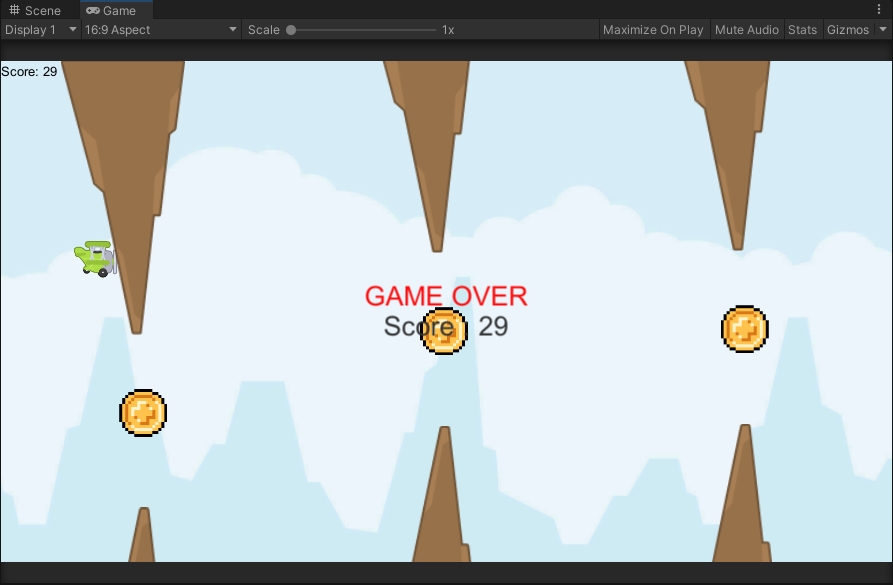 Scene Game
Display 1 16:9 Aspect Scale 1x Maximize On Play Mute Audio Stats Gizmos
Score: 29
GAME OVER
Score 29